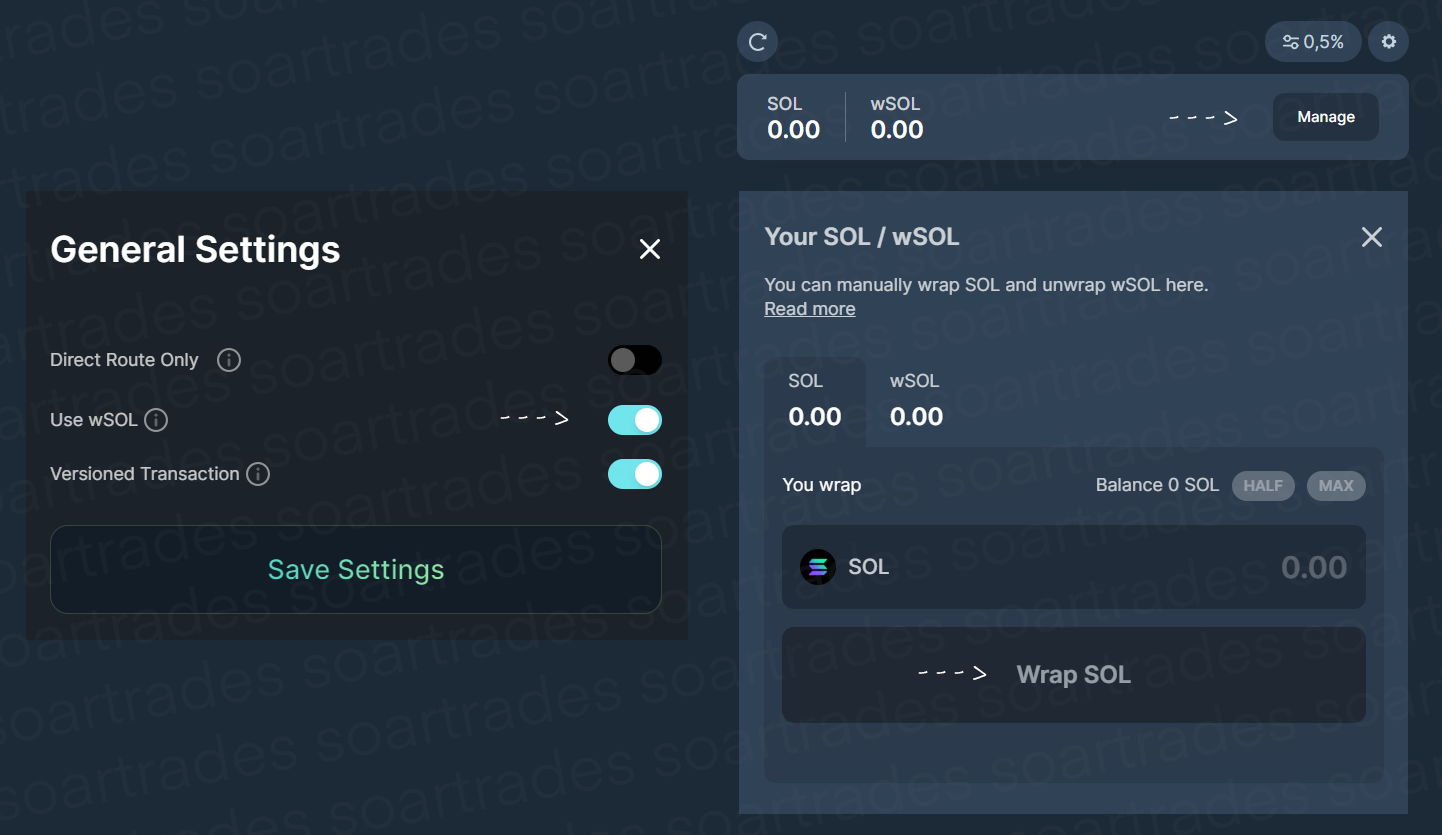 0,5%
SOL
0.00
wSOL
0.00
Manage
General Settings
Direct Route Only
Use wSOL
Versioned Transaction
Save Settings
Your SOL / wSOL
You can manually wrap SOL and unwrap wSOL here.
Read more
SOL
0.00
wSOL
0.00
You wrap
Balance 0 SOL
HALF
MAX
SOL
0.00
Wrap SOL
soartrades